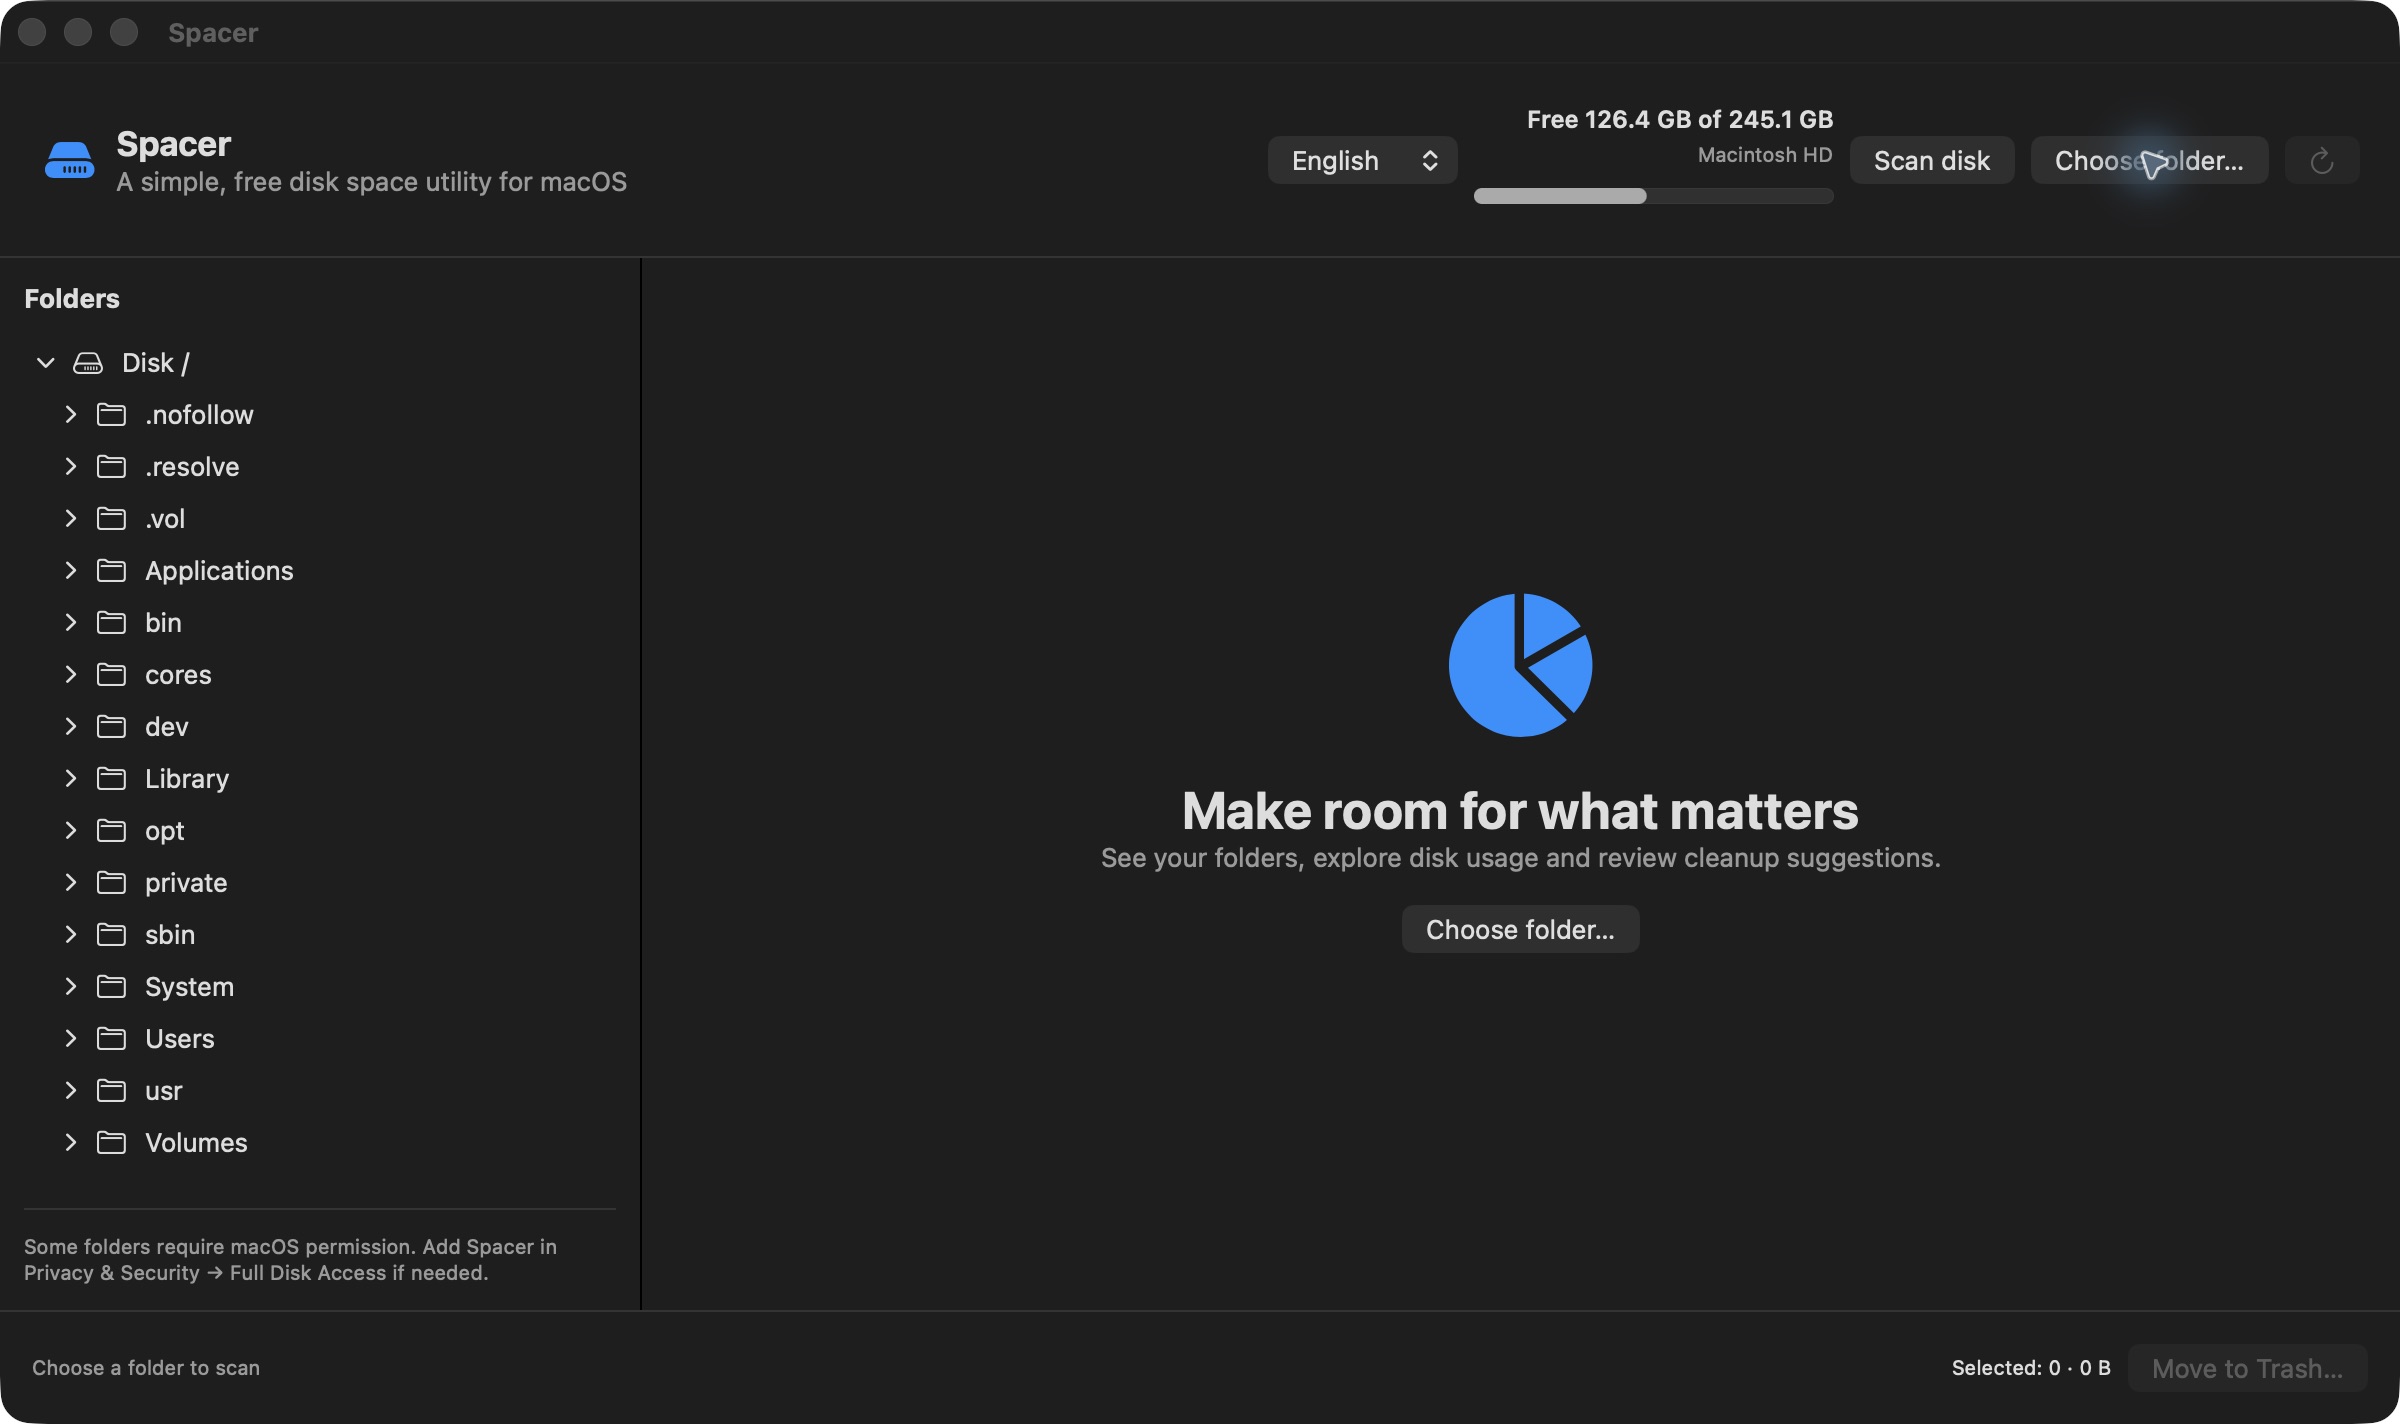 Spacer
Spacer
A simple, free disk space utility for macOS
English
Free 126.4 GB of 245.1 GB
Macintosh HD
Scan disk
Choose folder...
Folders
Disk /
.nofollow
.resolve
.vol
Applications
bin
cores
dev
Library
opt
private
sbin
System
Users
usr
Volumes
Some folders require macOS permission. Add Spacer in
Privacy & Security → Full Disk Access if needed.
Make room for what matters
See your folders, explore disk usage and review cleanup suggestions.
Choose folder...
Choose a folder to scan
Selected: 0 · 0 B
Move to Trash...